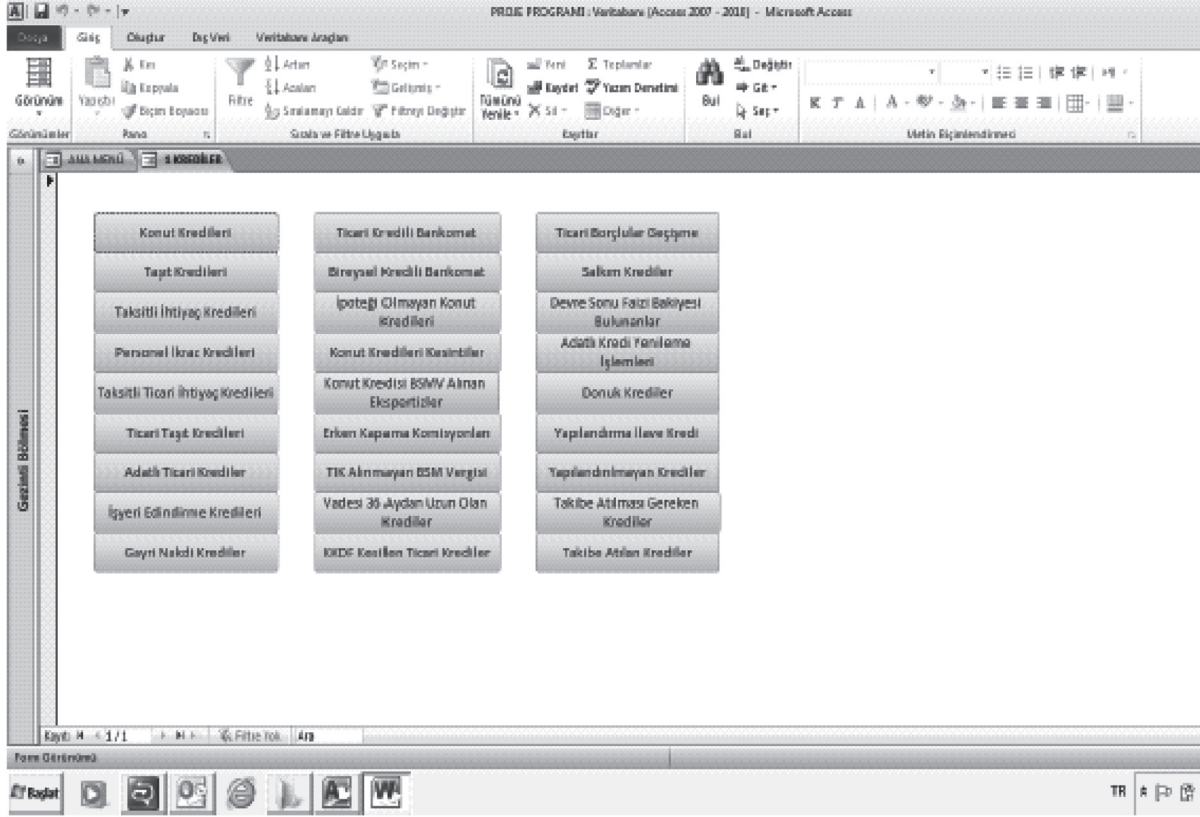 PROJE PROGRAMI : Veritabanı (Access 2007 - 2010) - Microsoft Access
Dosya Giriş Oluştur Dış Veri Veritabanı Araçları
Kes Artan Seçim Yeni Toplamlar Değiştir
Kopyala Azalan Gelişmiş Kaydet Yazım Denetimi Git
Görünüm Yapıştır Biçim Boyacısı Filtre Sıralamayı Kaldır Filtreyi Değiştir Tümünü Yenile Sil Diğer Bul Seç K T A A
Görünümler Pano Sırala ve Filtre Uygula Kayıtlar Bul Metin Biçimlendirmesi
ANA MENÜ 1 KREDİLER
Gezinti Bölmesi
Konut Kredileri
Taşıt Kredileri
Taksitli İhtiyaç Kredileri
Personel İkraz Kredileri
Taksitli Ticari İhtiyaç Kredileri
Ticari Taşıt Kredileri
Adatlı Ticari Krediler
İşyeri Edindirme Kredileri
Gayri Nakdi Krediler
Ticari Kredili Bankomat
Bireysel Kredili Bankomat
İpoteği Olmayan Konut
Kredileri
Konut Kredileri Kesintiler
Konut Kredisi BSMV Alınan
Ekspertizler
Erken Kapama Komisyonları
TIK Alınmayan BSM Vergisi
Vadesi 36 Aydan Uzun Olan
Krediler
KKDF Kesilen Ticari Krediler
Ticari Borçlular Geçişme
Salkım Krediler
Devre Sonu Faizi Bakiyesi
Bulunanlar
Adatlı Kredi Yenileme
İşlemleri
Donuk Krediler
Yapılandırma İlave Kredi
Yapılandırılmayan Krediler
Takibe Atılması Gereken
Krediler
Takibe Atılan Krediler
Kayıt: 1 / 1 Filtre Yok Ara
Form Görünümü
Başlat TR